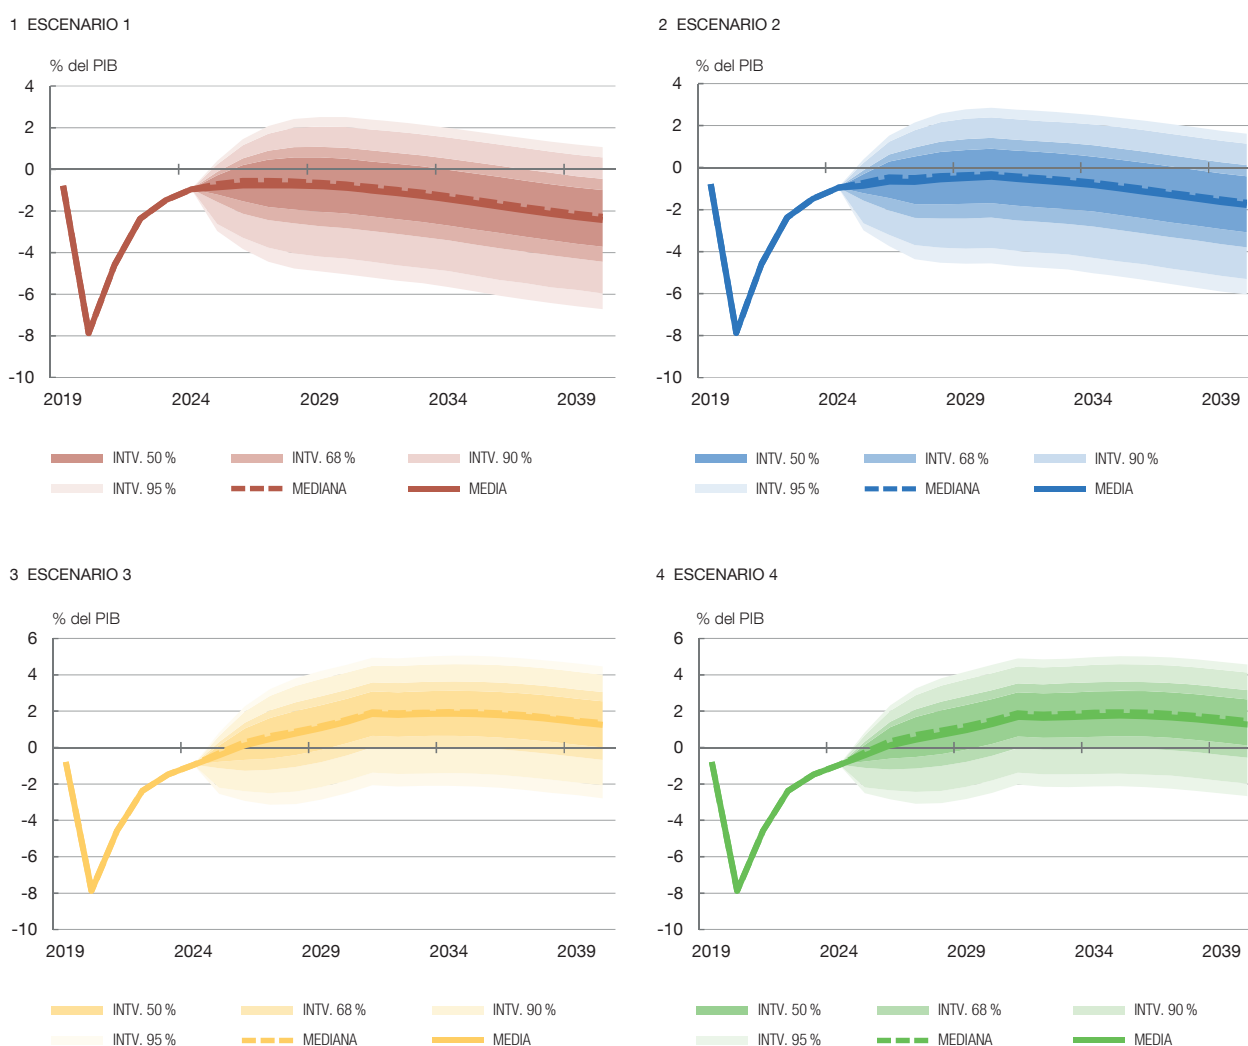 1 ESCENARIO 1
% del PIB
4
2
0
-2
-4
-6
-8
-10
2019 2024 2029 2034 2039
INTV. 50 % INTV. 68 % INTV. 90 %
INTV. 95 % MEDIANA MEDIA
2 ESCENARIO 2
% del PIB
4
2
0
-2
-4
-6
-8
-10
2019 2024 2029 2034 2039
INTV. 50 % INTV. 68 % INTV. 90 %
INTV. 95 % MEDIANA MEDIA
3 ESCENARIO 3
% del PIB
6
4
2
0
-2
-4
-6
-8
-10
2019 2024 2029 2034 2039
INTV. 50 % INTV. 68 % INTV. 90 %
INTV. 95 % MEDIANA MEDIA
4 ESCENARIO 4
% del PIB
6
4
2
0
-2
-4
-6
-8
-10
2019 2024 2029 2034 2039
INTV. 50 % INTV. 68 % INTV. 90 %
INTV. 95 % MEDIANA MEDIA